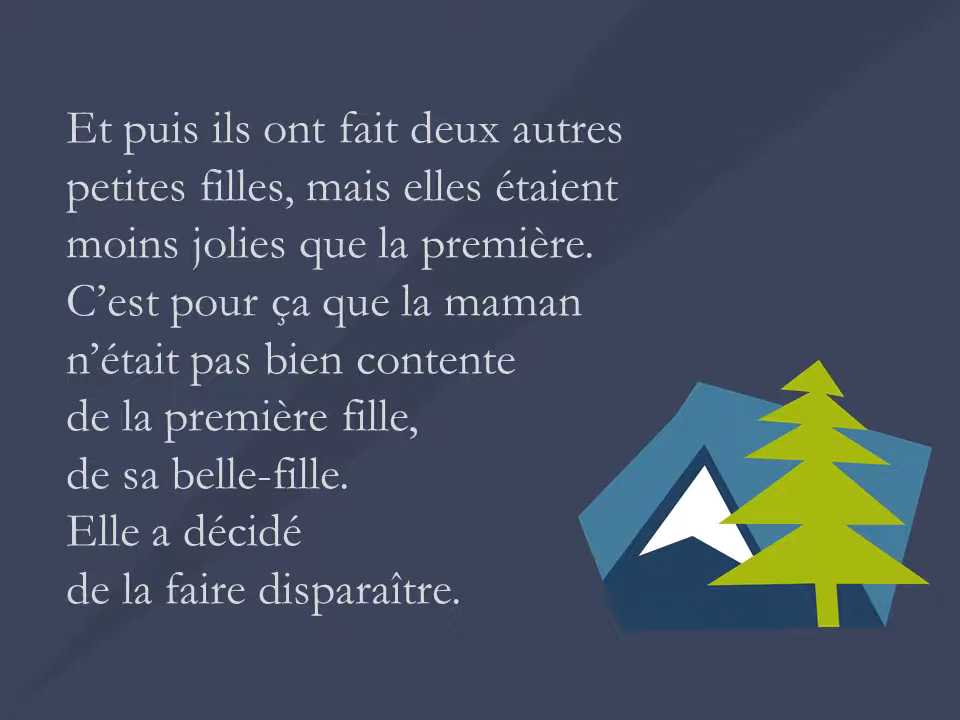 Et puis ils ont fait deux autres
petites filles, mais elles étaient
moins jolies que la première.
C’est pour ça que la maman
n’était pas bien contente
de la première fille,
de sa belle-fille.
Elle a décidé
de la faire disparaître.